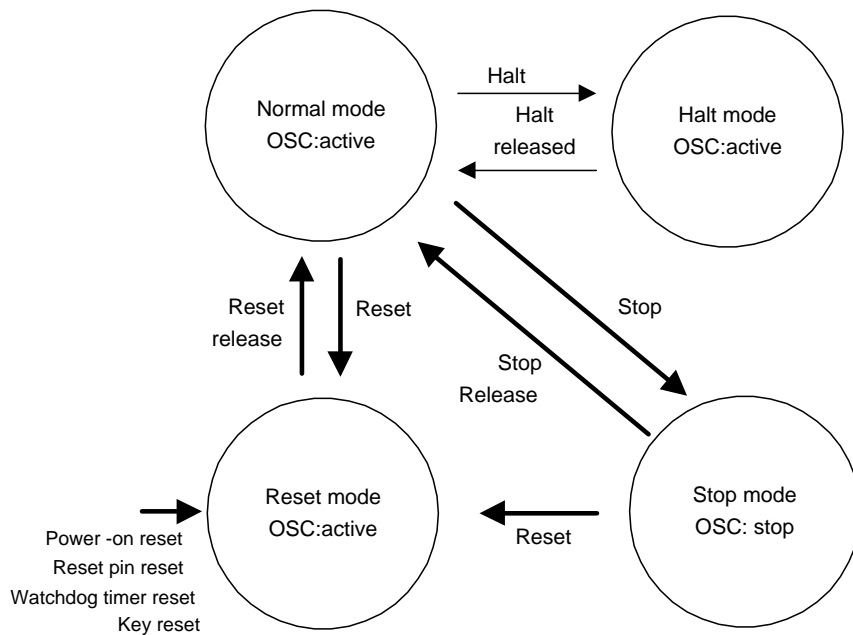 Normal mode
OSC:active
Halt
Halt
released
Halt mode
OSC:active
Reset
release
Reset
Stop
Stop
Release
Reset mode
OSC:active
Reset
Stop mode
OSC: stop
Power -on reset
Reset pin reset
Watchdog timer reset
Key reset